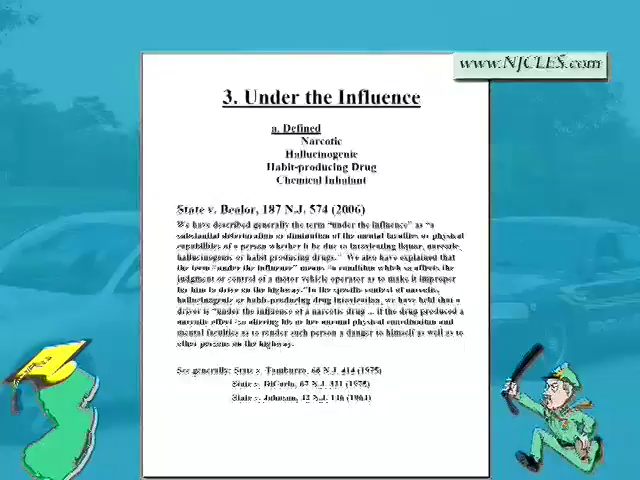 www.NJCLES.com
3. Under the Influence
a. Defined
Narcotic
Hallucinogenic
Habit-producing Drug
Chemical Inhalant
State v. Bealor, 187 N.J. 574 (2006)
We have described generally the term "under the influence" as "a
substantial deterioration or diminution of the mental faculties or physical
capabilities of a person whether it be due to intoxicating liquor, narcotic,
hallucinogenic or habit producing drugs." We also have explained that
the term "under the influence" means "a condition which so affects the
judgment or control of a motor vehicle operator as to make it improper
for him to drive on the highway."In the specific context of narcotic,
hallucinogenic or habit-producing drug intoxication, we have held that a
driver is "under the influence of a narcotic drug ... if the drug produced a
narcotic effect 'so altering his or her normal physical coordination and
mental faculties as to render such person a danger to himself as well as to
other persons on the highway.
See generally: State v. Tamburro, 68 N.J. 414 (1975)
State v. DiCarlo, 67 N.J. 321 (1975)
State v. Johnson, 42 N.J. 146 (1964)